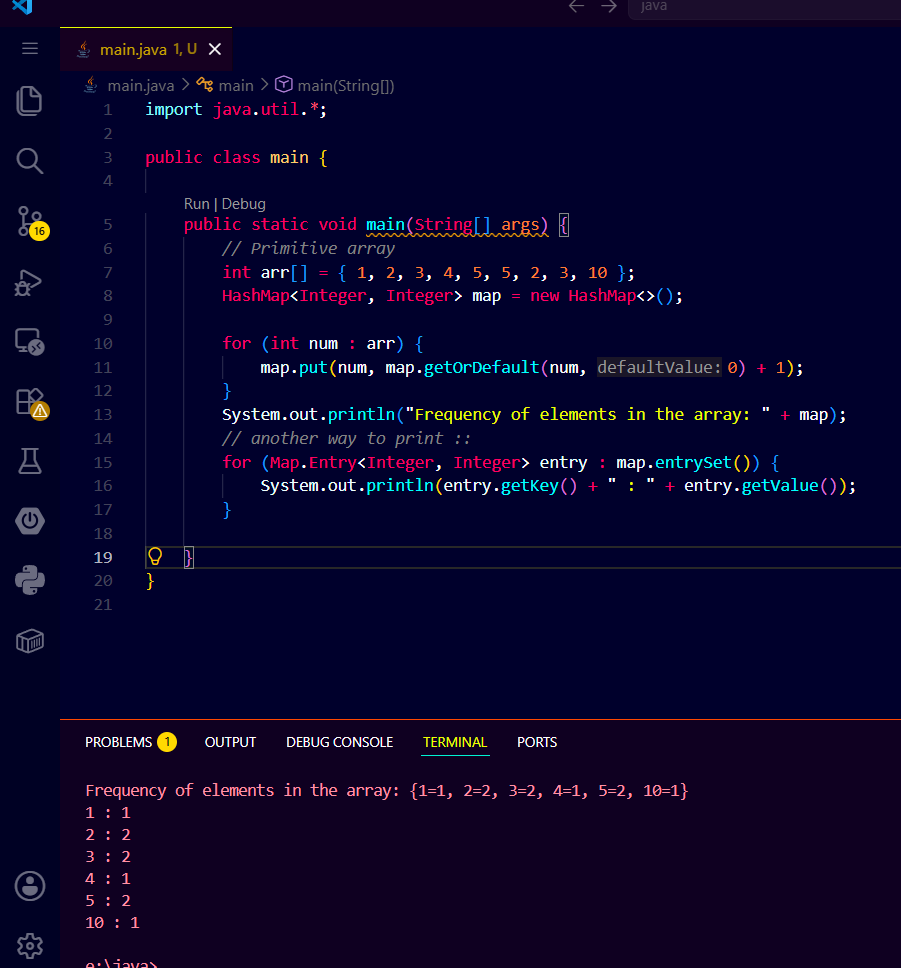 java
main.java 1, U
main.java > main > main(String[])
1 import java.util.*;
2
3 public class main {
4
Run | Debug
5 public static void main(String[] args) {
6 // Primitive array
7 int arr[] = { 1, 2, 3, 4, 5, 5, 2, 3, 10 };
8 HashMap<Integer, Integer> map = new HashMap<>();
9
10 for (int num : arr) {
11 map.put(num, map.getOrDefault(num, defaultValue: 0) + 1);
12 }
13 System.out.println("Frequency of elements in the array: " + map);
14 // another way to print ::
15 for (Map.Entry<Integer, Integer> entry : map.entrySet()) {
16 System.out.println(entry.getKey() + " : " + entry.getValue());
17 }
18
19 }
20 }
21
16
PROBLEMS 1 OUTPUT DEBUG CONSOLE TERMINAL PORTS
Frequency of elements in the array: {1=1, 2=2, 3=2, 4=1, 5=2, 10=1}
1 : 1
2 : 2
3 : 2
4 : 1
5 : 2
10 : 1
e:\java>